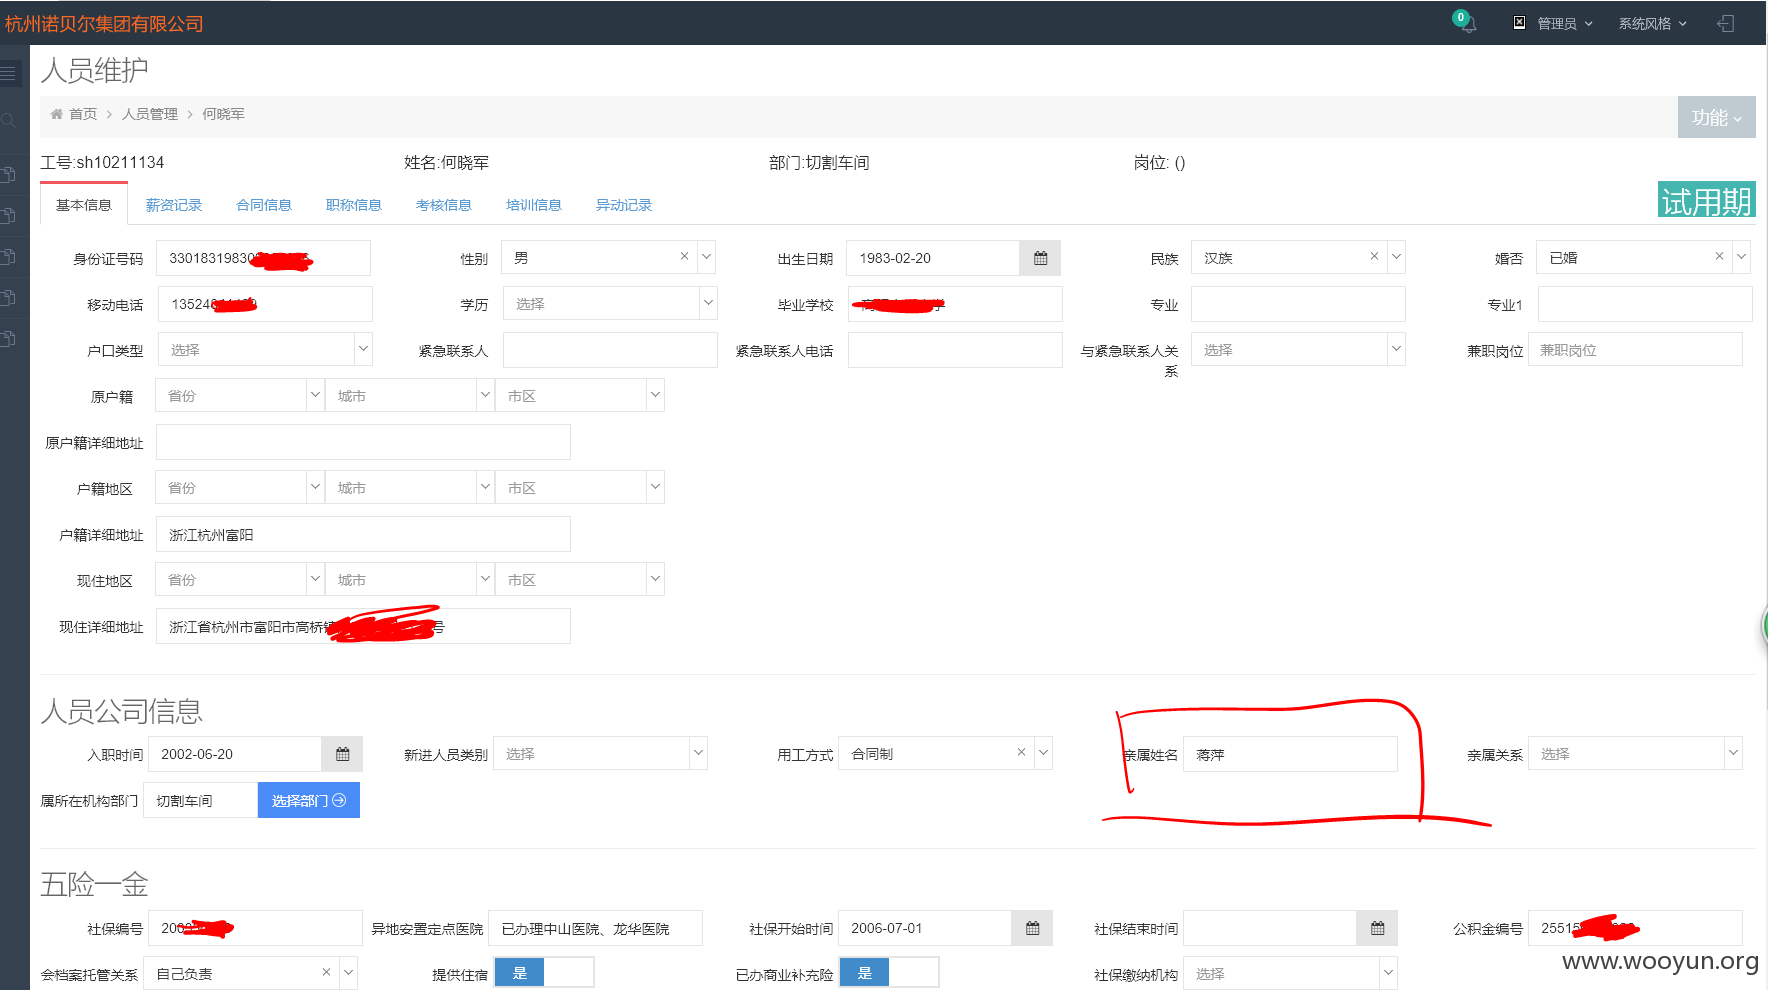 杭州诺贝尔集团有限公司 0 管理员 系统风格
人员维护
首页 > 人员管理 > 何晓军 功能
工号:sh10211134 姓名:何晓军 部门:切割车间 岗位: ()
基本信息 薪资记录 合同信息 职称信息 考核信息 培训信息 异动记录 试用期
身份证号码 33018319830 性别 男 × 出生日期 1983-02-20 民族 汉族 × 婚否 已婚 ×
移动电话 13524 学历 选择 毕业学校 专业 专业1
户口类型 选择 紧急联系人 紧急联系人电话 与紧急联系人关系 选择 兼职岗位 兼职岗位
原户籍 省份 城市 市区
原户籍详细地址
户籍地区 省份 城市 市区
户籍详细地址 浙江杭州富阳
现住地区 省份 城市 市区
现住详细地址 浙江省杭州市富阳市高桥镇 号
人员公司信息
入职时间 2002-06-20 新进人员类别 选择 用工方式 合同制 × 亲属姓名 蒋萍 亲属关系 选择
属所在机构部门 切割车间 选择部门
五险一金
社保编号 200 异地安置定点医院 已办理中山医院、龙华医院 社保开始时间 2006-07-01 社保结束时间 公积金编号 2551
会档案托管关系 自己负责 × 提供住宿 是 已办商业补充险 是 社保缴纳机构 选择
www.wooyun.org